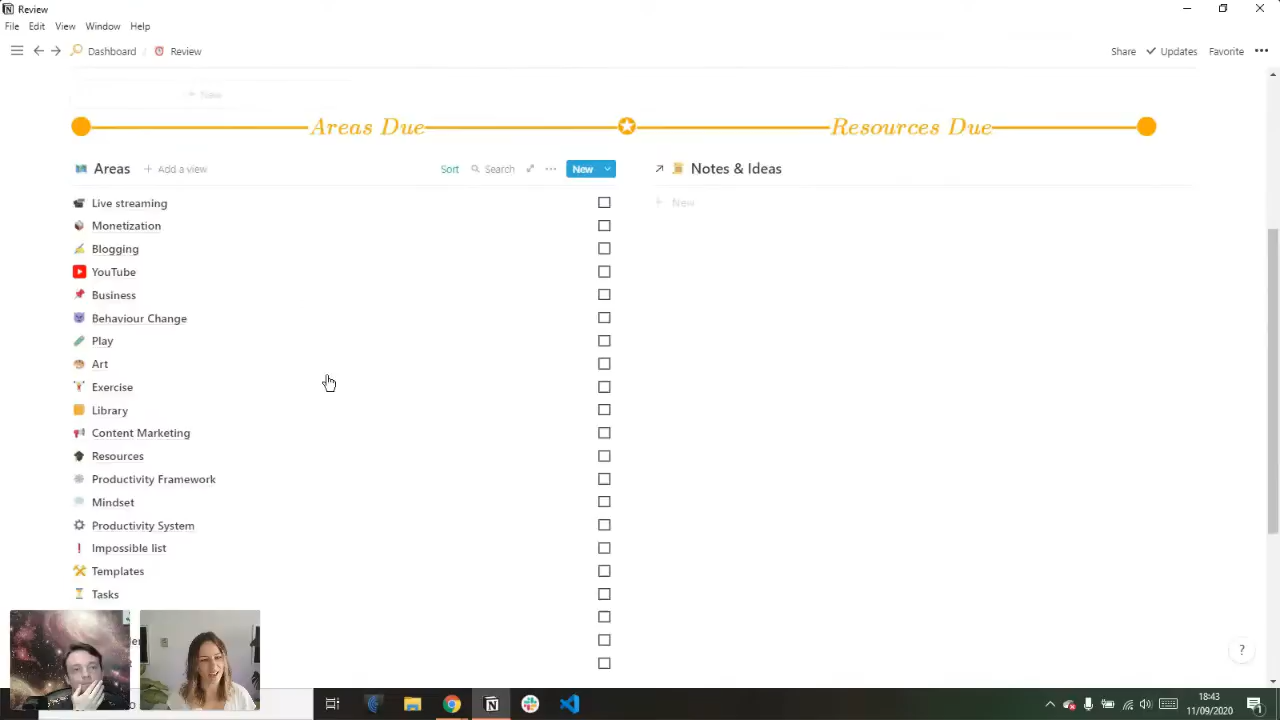 Review
File Edit View Window Help
Dashboard / Review Share Updates Favorite
New
Areas Due Resources Due
Areas + Add a view Sort Search New Notes & Ideas
Live streaming
+ New
Monetization
Blogging
YouTube
Business
Behaviour Change
Play
Art
Exercise
Library
Content Marketing
Resources
Productivity Framework
Mindset
Productivity System
Impossible list
Templates
Tasks
?
18:43
11/09/2020